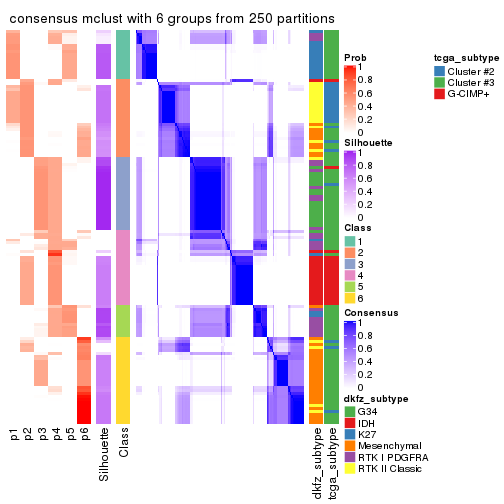 consensus mclust with 6 groups from 250 partitions
Prob
1
0.8
0.6
0.4
0.2
0
Silhouette
1
0.8
0.6
0.4
0.2
0
Class
1
2
3
4
5
6
Consensus
1
0.8
0.6
0.4
0.2
0
dkfz_subtype
G34
IDH
K27
Mesenchymal
RTK I PDGFRA
RTK II Classic
tcga_subtype
Cluster #2
Cluster #3
G-CIMP+
p1
p2
p3
p4
p5
p6
Silhouette
Class
dkfz_subtype
tcga_subtype